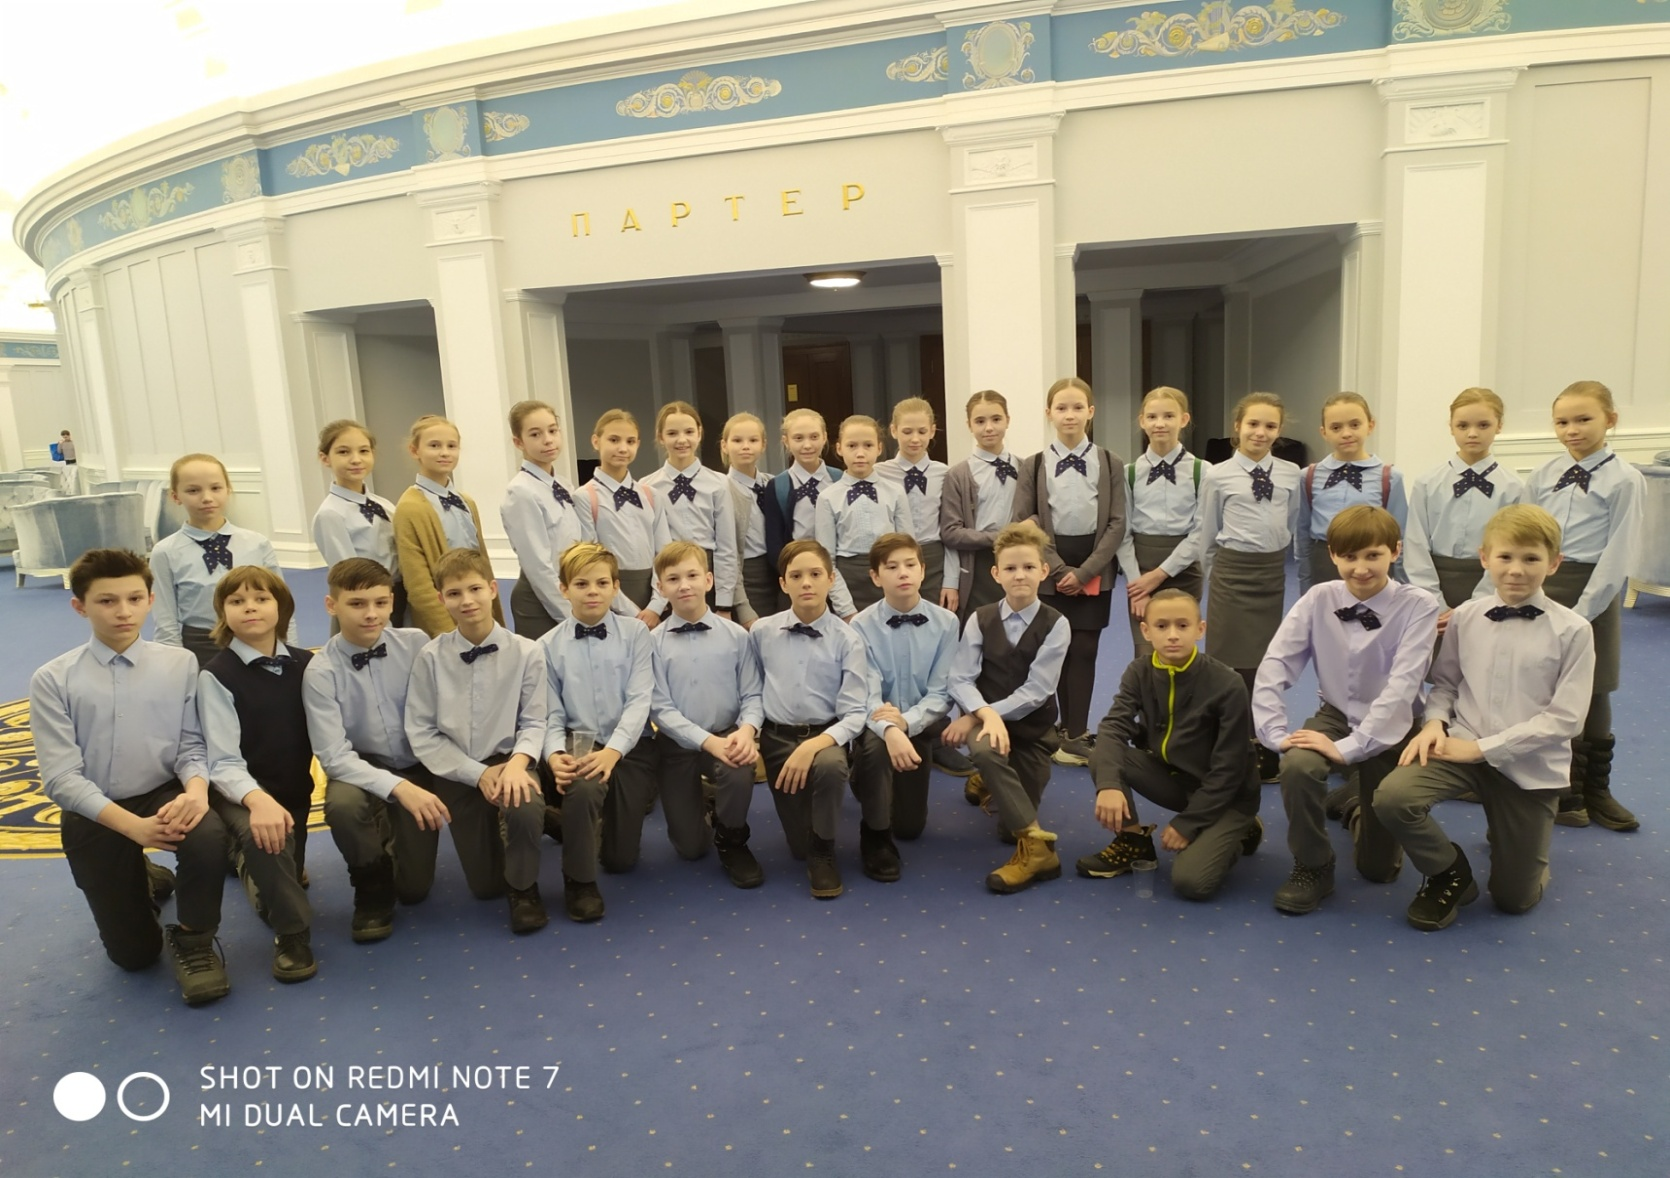 ПАРТЕР
SHOT ON REDMI NOTE 7
MI DUAL CAMERA